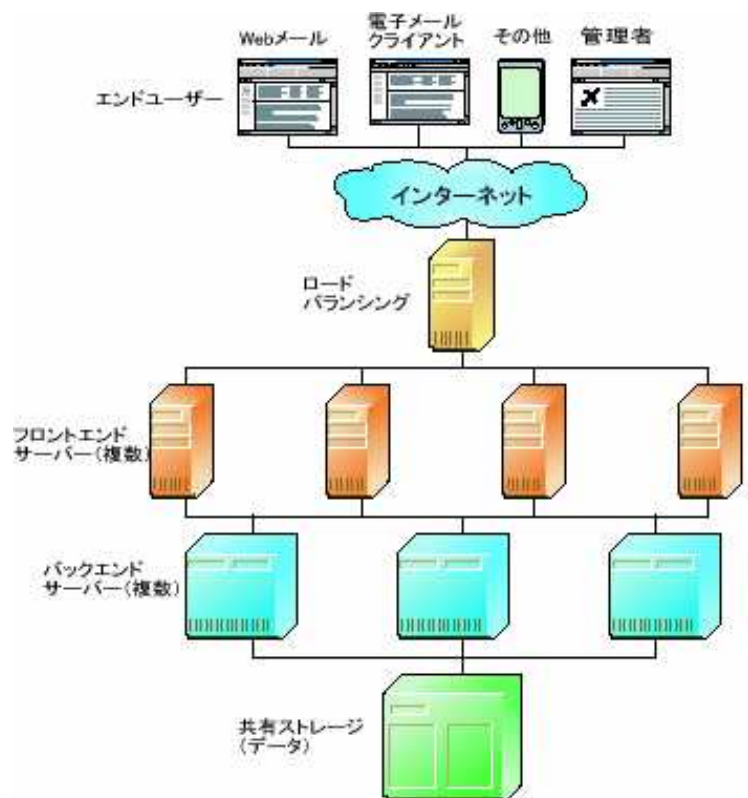 Webメール
電子メール
クライアント
その他
管理者
エンドユーザー
インターネット
ロード
バランシング
フロントエンド
サーバー(複数)
バックエンド
サーバー(複数)
共有ストレージ
(データ)